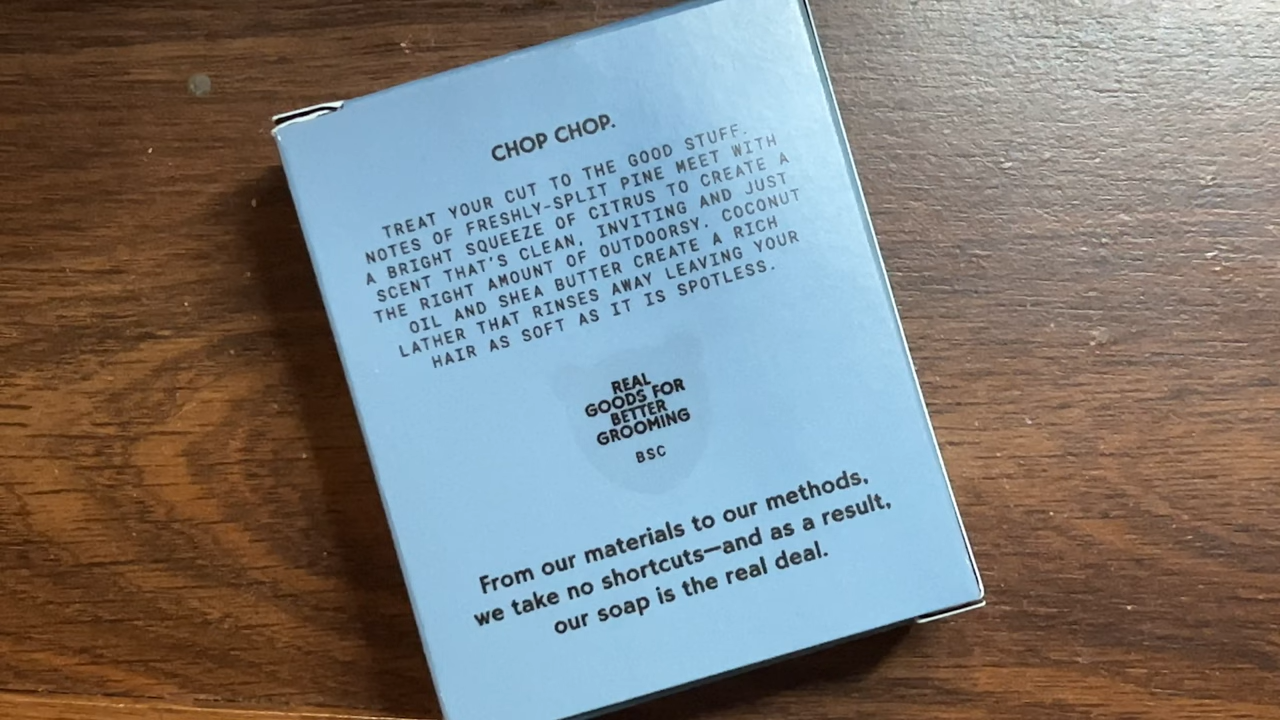 CHOP CHOP.
TREAT YOUR CUT TO THE GOOD STUFF.
NOTES OF FRESHLY-SPLIT PINE MEET WITH
A BRIGHT SQUEEZE OF CITRUS TO CREATE A
SCENT THAT'S CLEAN, INVITING AND JUST
THE RIGHT AMOUNT OF OUTDOORSY. COCONUT
OIL AND SHEA BUTTER CREATE A RICH
LATHER THAT RINSES AWAY LEAVING YOUR
HAIR AS SOFT AS IT IS SPOTLESS.
REAL
GOODS FOR
BETTER
GROOMING
BSC
From our materials to our methods,
we take no shortcuts—and as a result,
our soap is the real deal.